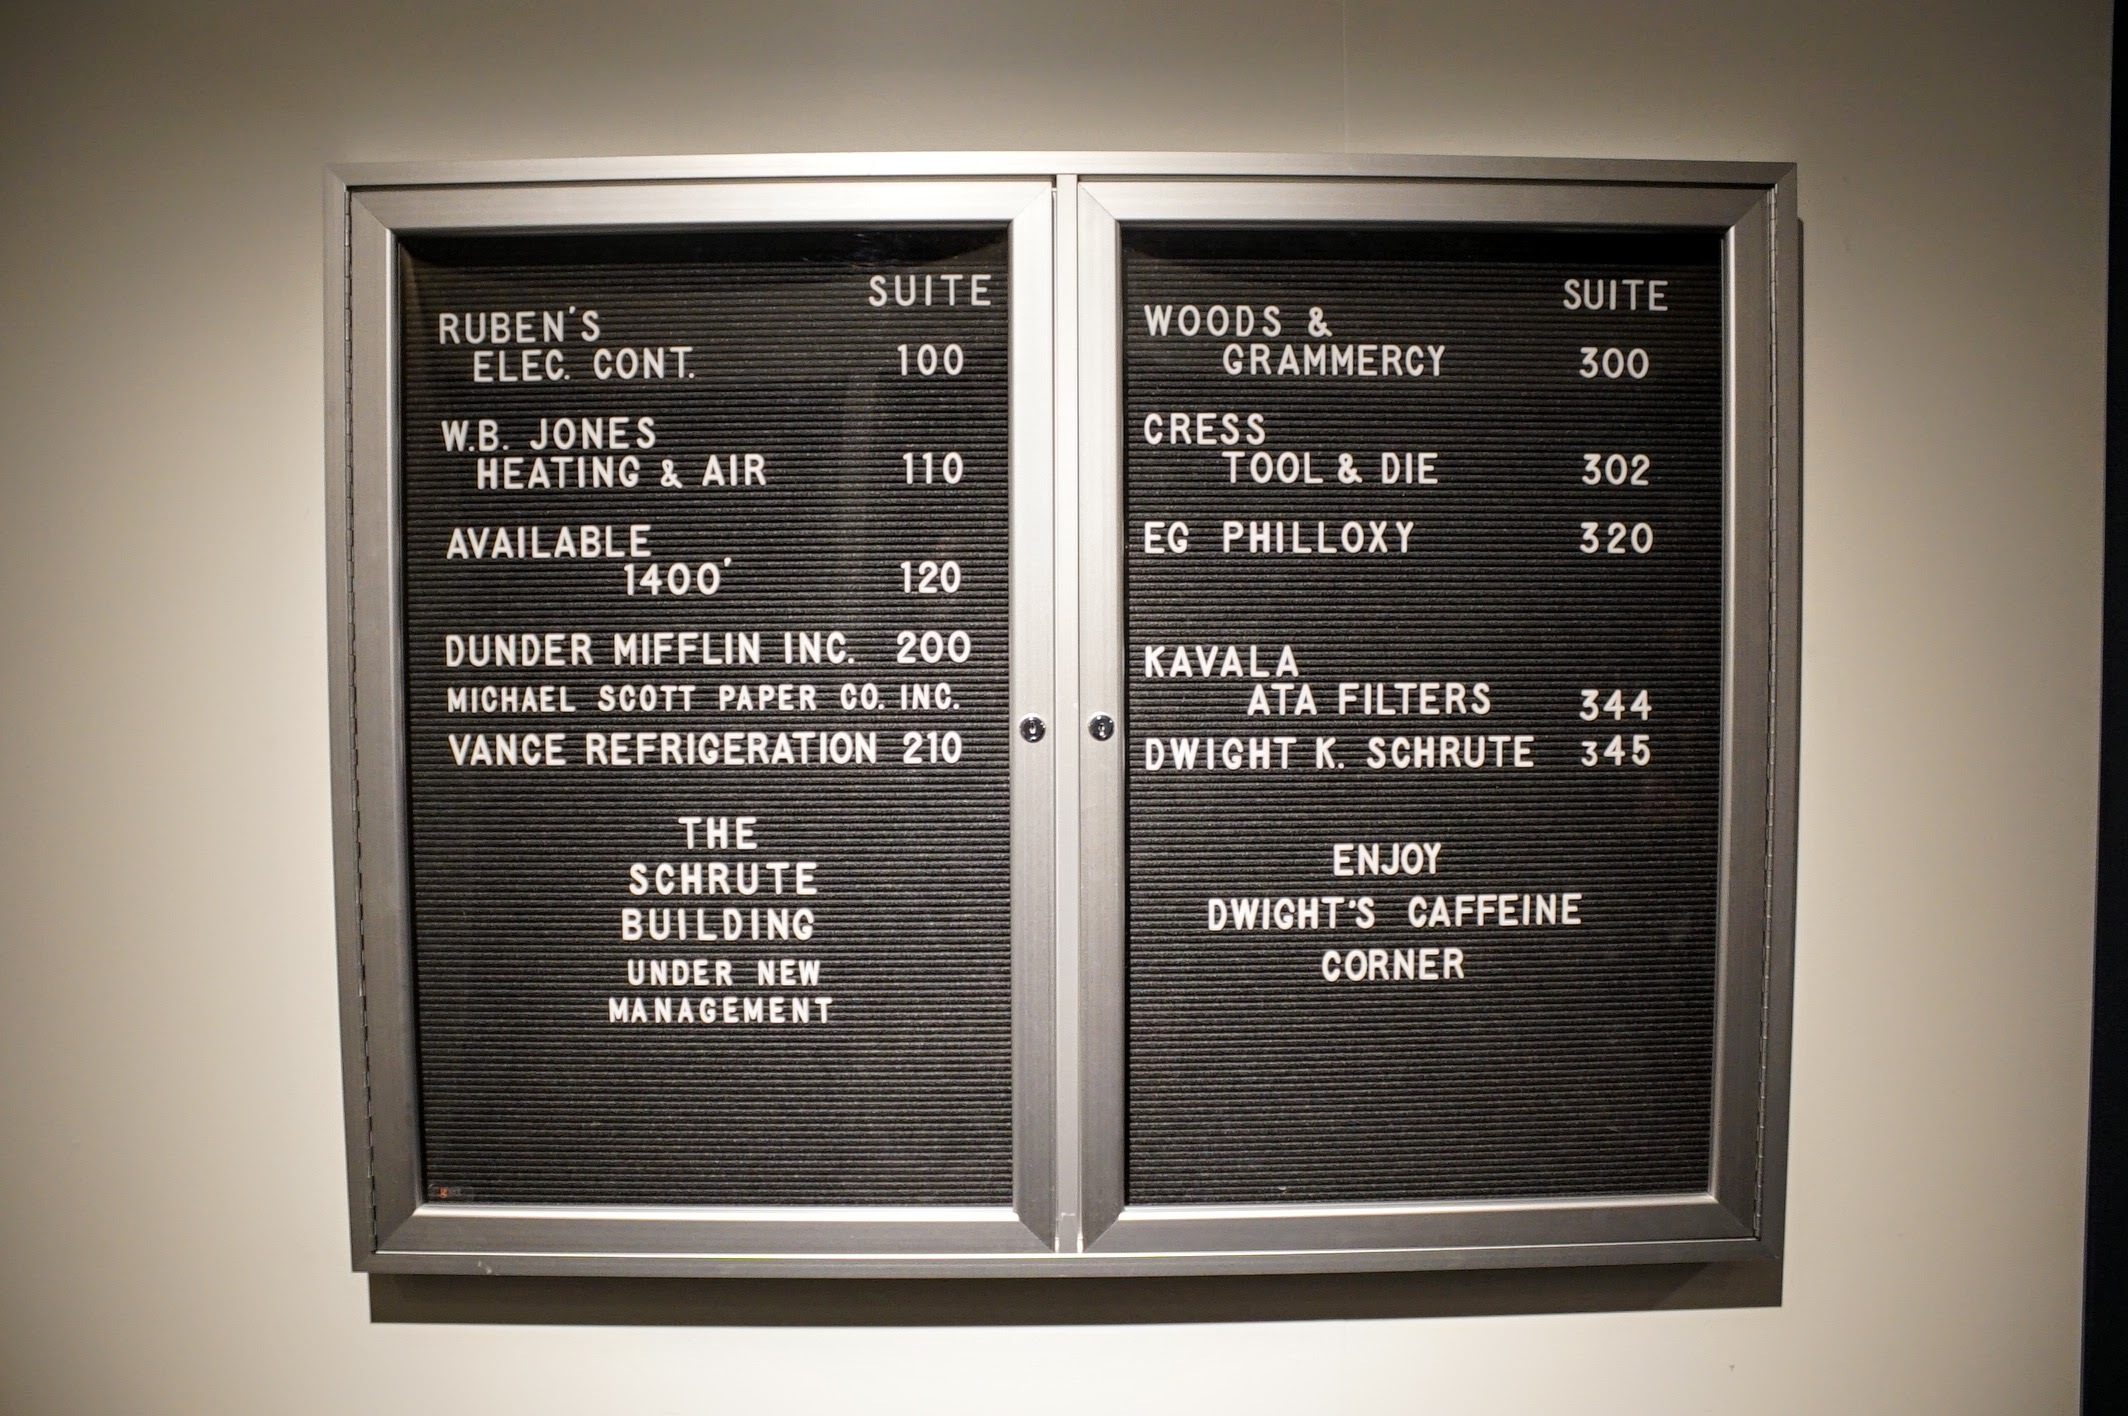 SUITE
RUBEN'S
ELEC. CONT. 100
W.B. JONES
HEATING & AIR 110
AVAILABLE
1400' 120
DUNDER MIFFLIN INC. 200
MICHAEL SCOTT PAPER CO. INC.
VANCE REFRIGERATION 210
THE
SCHRUTE
BUILDING
UNDER NEW
MANAGEMENT
SUITE
WOODS &
GRAMMERCY 300
CRESS
TOOL & DIE 302
EG PHILLOXY 320
KAVALA
ATA FILTERS 344
DWIGHT K. SCHRUTE 345
ENJOY
DWIGHT'S CAFFEINE
CORNER